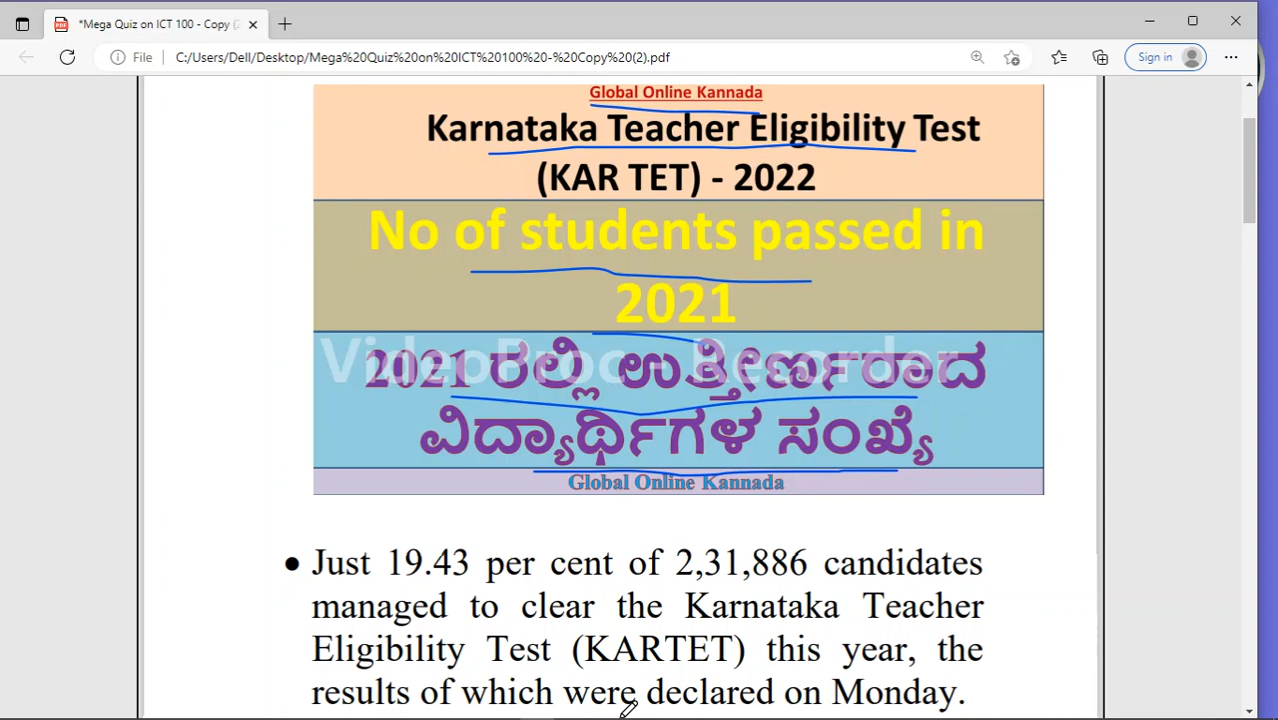 *Mega Quiz on ICT 100 - Copy (2
File C:/Users/Dell/Desktop/Mega%20Quiz%20on%20ICT%20100%20-%20Copy%20(2).pdf
Sign in
Global Online Kannada
Karnataka Teacher Eligibility Test
(KAR TET) - 2022
No of students passed in
2021
VideoProc - Recorder
2021 ರಲ್ಲಿ ಉತ್ತೀರ್ಣರಾದ
ವಿದ್ಯಾರ್ಥಿಗಳ ಸಂಖ್ಯೆ
Global Online Kannada
• Just 19.43 per cent of 2,31,886 candidates
managed to clear the Karnataka Teacher
Eligibility Test (KARTET) this year, the
results of which were declared on Monday.